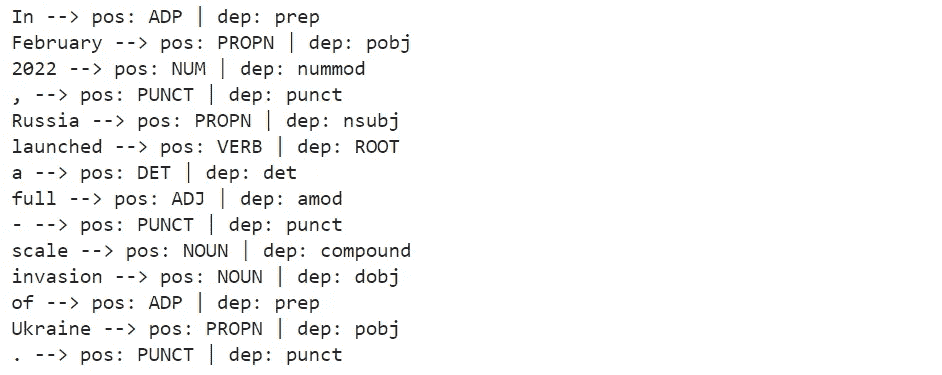 In --> pos: ADP | dep: prep
February --> pos: PROPN | dep: pobj
2022 --> pos: NUM | dep: nummod
, --> pos: PUNCT | dep: punct
Russia --> pos: PROPN | dep: nsubj
launched --> pos: VERB | dep: ROOT
a --> pos: DET | dep: det
full --> pos: ADJ | dep: amod
- --> pos: PUNCT | dep: punct
scale --> pos: NOUN | dep: compound
invasion --> pos: NOUN | dep: dobj
of --> pos: ADP | dep: prep
Ukraine --> pos: PROPN | dep: pobj
. --> pos: PUNCT | dep: punct